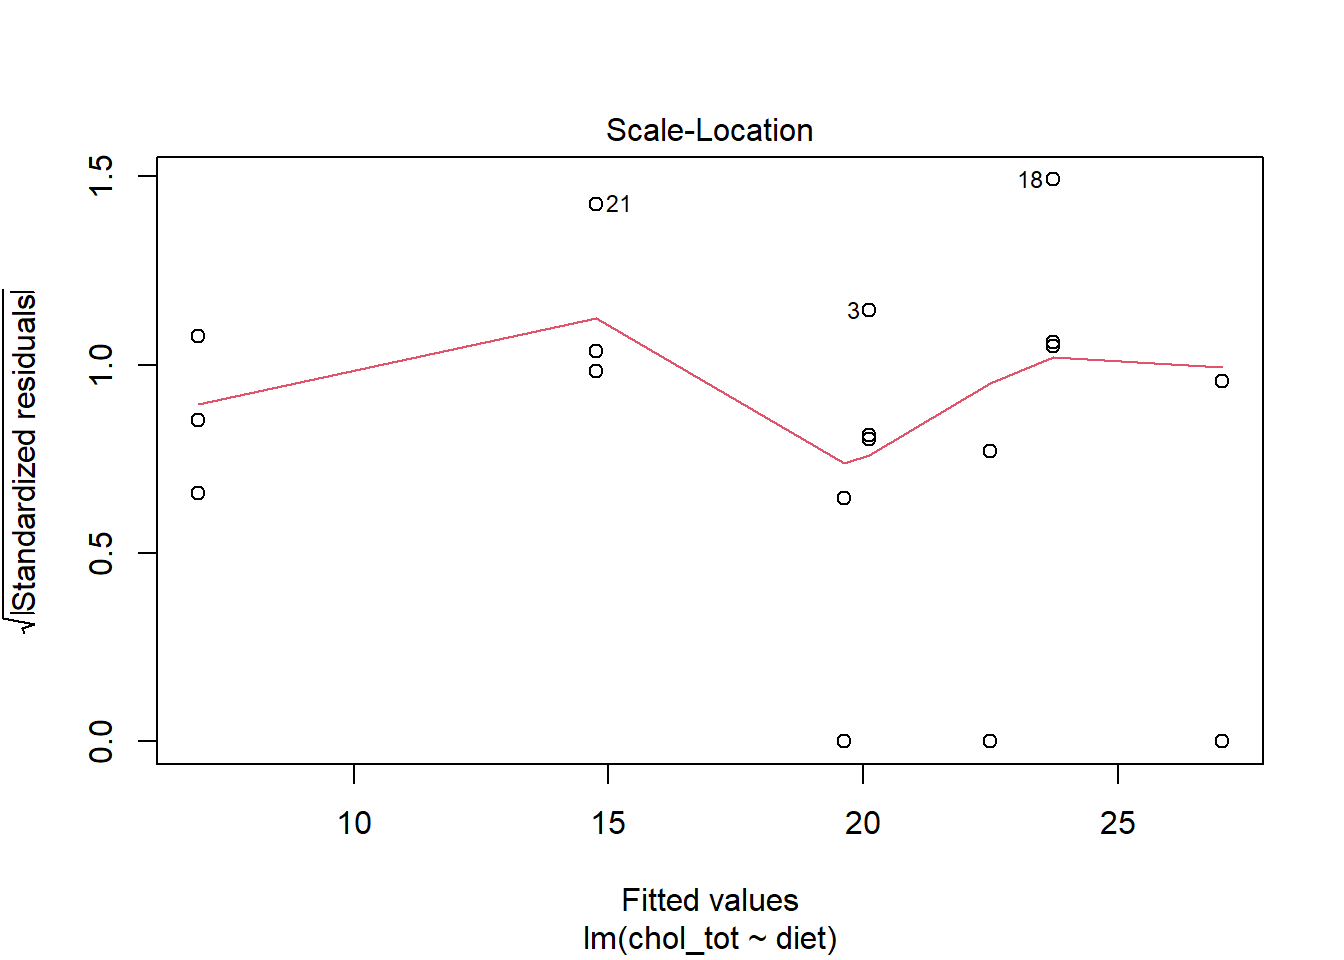 Scale-Location
1.5
1.0
0.5
0.0
√|Standardized residuals|
21
18
3
10
15
20
25
Fitted values
lm(chol_tot ~ diet)